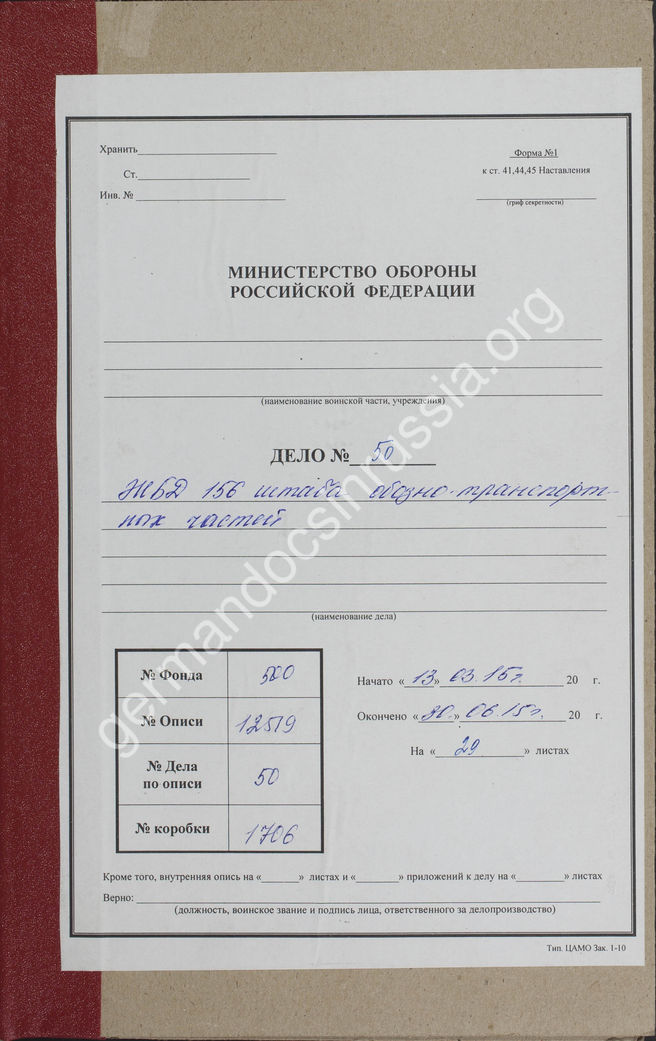 Хранить
Форма №1
Ст.
к ст. 41,44,45 Наставления
Инв. №
(гриф секретности)
МИНИСТЕРСТВО ОБОРОНЫ
РОССИЙСКОЙ ФЕДЕРАЦИИ
(наименование воинской части, учреждения)
ДЕЛО № 50
ЖБД 156 штаба обозно-транспорт-
ных частей
(наименование дела)
№ Фонда 500
Начато « 13 » 03.15г. 20 г.
№ Описи 12519
Окончено « 30. » 06.15г. 20 г.
На « 29 » листах
№ Дела
по описи 50
№ коробки 1706
Кроме того, внутренняя опись на « » листах и « » приложений к делу на « » листах
Верно:
(должность, воинское звание и подпись лица, ответственного за делопроизводство)
Тип. ЦАМО Зак. 1-10
germandocsinrussia.org